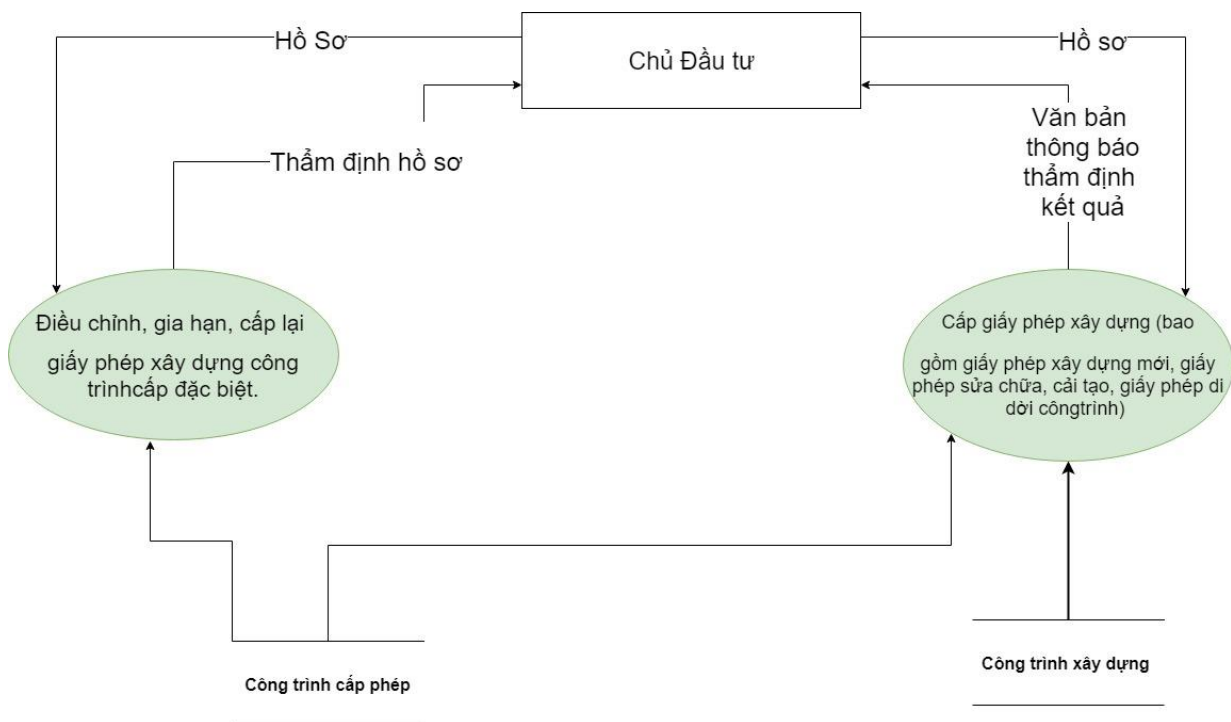 Hồ Sơ
Chủ Đầu tư
Hồ sơ
Thẩm định hồ sơ
Văn bản
thông báo
thẩm định
kết quả
Điều chỉnh, gia hạn, cấp lại
giấy phép xây dựng công
trìnhcấp đặc biệt.
Cấp giấy phép xây dựng (bao
gồm giấy phép xây dựng mới, giấy
phép sửa chữa, cải tạo, giấy phép di
dời côngtrình)
Công trình cấp phép
Công trình xây dựng